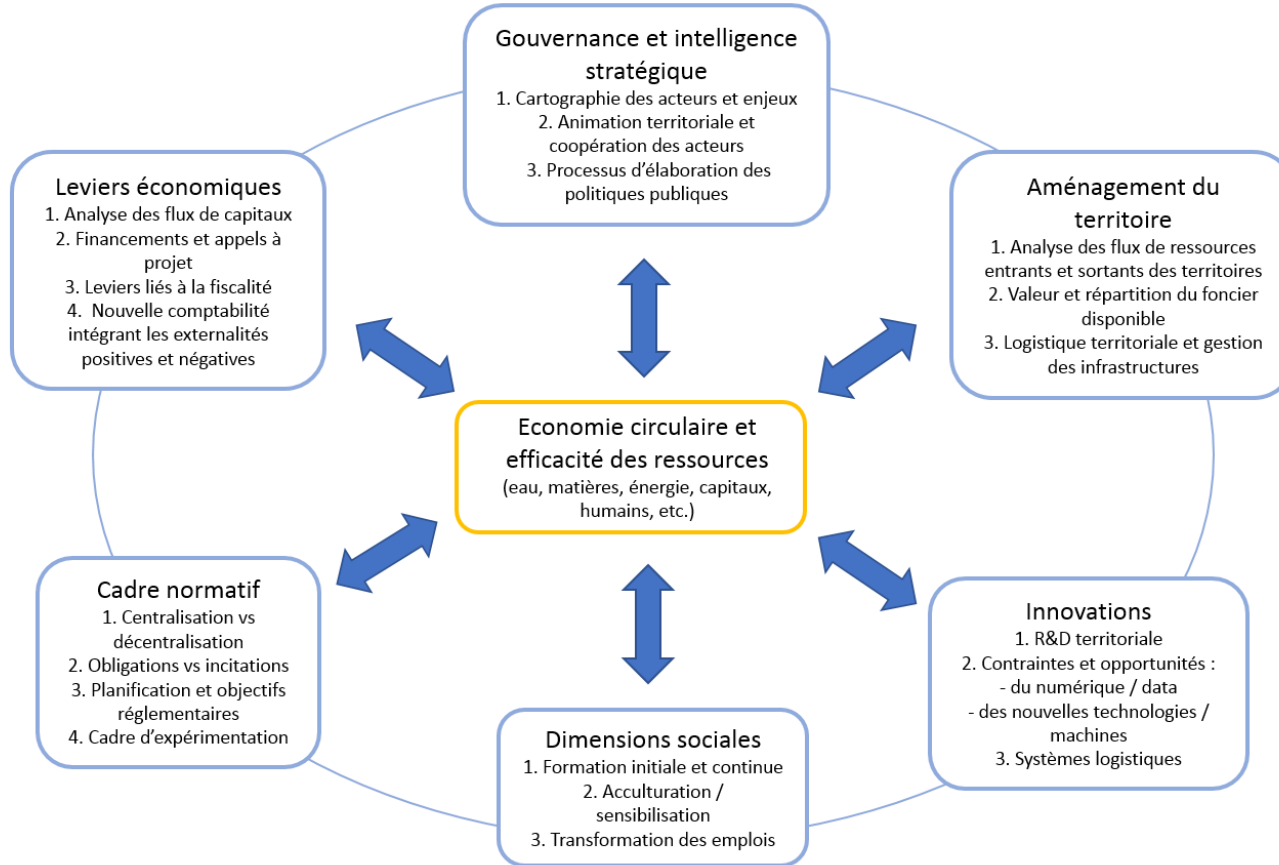 Gouvernance et intelligence
stratégique
1. Cartographie des acteurs et enjeux
2. Animation territoriale et
coopération des acteurs
3. Processus d’élaboration des
politiques publiques
Leviers économiques
1. Analyse des flux de capitaux
2. Financements et appels à
projet
3. Leviers liés à la fiscalité
4. Nouvelle comptabilité
intégrant les externalités
positives et négatives
Aménagement du
territoire
1. Analyse des flux de ressources
entrants et sortants des territoires
2. Valeur et répartition du foncier
disponible
3. Logistique territoriale et gestion
des infrastructures
Economie circulaire et
efficacité des ressources
(eau, matières, énergie, capitaux,
humains, etc.)
Cadre normatif
1. Centralisation vs
décentralisation
2. Obligations vs incitations
3. Planification et objectifs
réglementaires
4. Cadre d’expérimentation
Innovations
1. R&D territoriale
2. Contraintes et opportunités :
- du numérique / data
- des nouvelles technologies /
machines
3. Systèmes logistiques
Dimensions sociales
1. Formation initiale et continue
2. Acculturation /
sensibilisation
3. Transformation des emplois